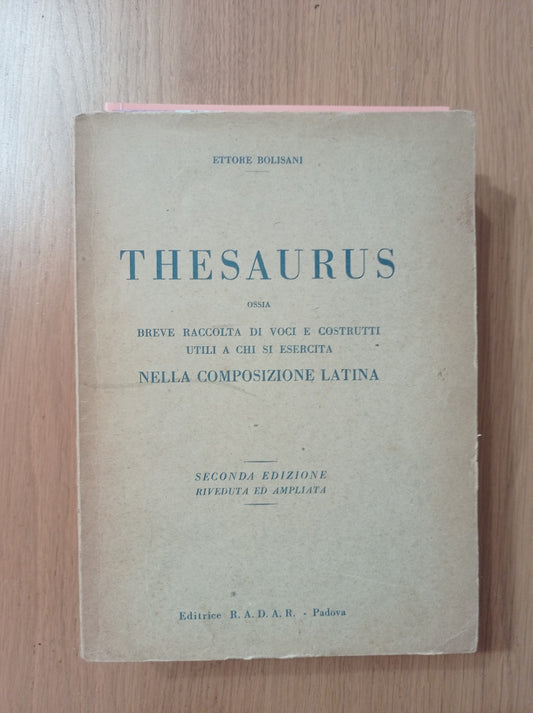 ETTORE BOLISANI
THESAURUS
OSSIA
BREVE RACCOLTA DI VOCI E COSTRUTTI
UTILI A CHI SI ESERCITA
NELLA COMPOSIZIONE LATINA
SECONDA EDIZIONE
RIVEDUTA ED AMPLIATA
Editrice R. A. D. A. R. - Padova